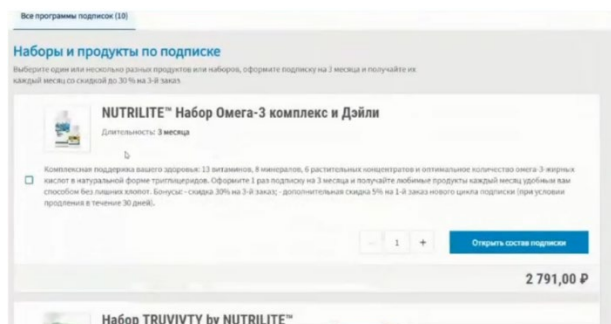 Все программы подписок (10)
Наборы и продукты по подписке
Выберите один или несколько разных продуктов или наборов, оформите подписку на 3 месяца и получайте их
каждый месяц со скидкой до 30 % на 3-й заказ.
NUTRILITE™ Набор Омега-3 комплекс и Дэйли
Длительность: 3 месяца
Комплексная поддержка вашего здоровья: 13 витаминов, 8 минералов, 6 растительных концентратов и оптимальное количество омега-3-жирных
кислот в натуральной форме триглицеридов. Оформите 1 раз подписку на 3 месяца и получайте любимые продукты каждый месяц удобным вам
способом без лишних хлопот. Бонусы: - скидка 30% на 3-й заказ; - дополнительная скидка 5% на 1-й заказ нового цикла подписки (при условии
продления в течение 30 дней).
- 1 + Открыть состав подписки
2 791,00 ₽
Набор TRUVIVTY by NUTRILITE™